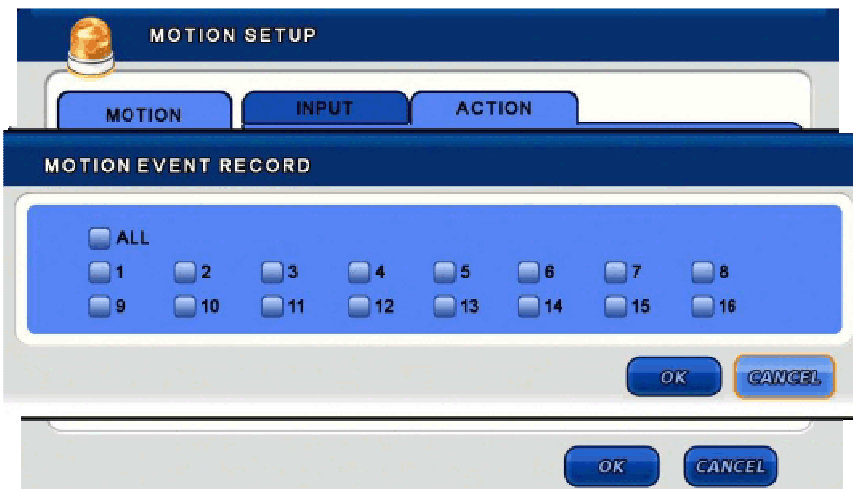 MOTION SETUP
MOTION INPUT ACTION
MOTION EVENT RECORD
ALL
1 2 3 4 5 6 7 8
9 10 11 12 13 14 15 16
OK CANCEL
OK CANCEL